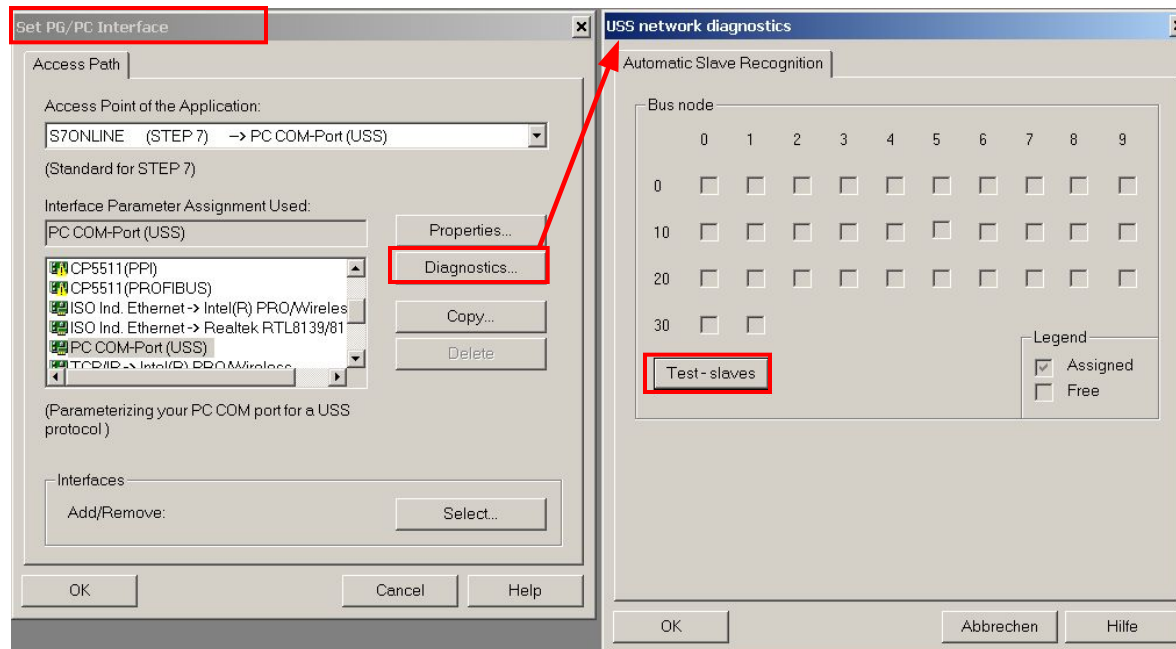 Set PG/PC Interface
Access Path
Access Point of the Application:
S7ONLINE (STEP 7) --> PC COM-Port (USS)
(Standard for STEP 7)
Interface Parameter Assignment Used:
PC COM-Port (USS)
Properties...
CP5511(PPI)
CP5511(PROFIBUS)
Diagnostics...
ISO Ind. Ethernet -> Intel(R) PRO/Wireles
ISO Ind. Ethernet -> Realtek RTL8139/81
Copy...
PC COM-Port (USS)
TCP/IP -> Intel(R) PRO/Wireless
Delete
(Parameterizing your PC COM port for a USS
protocol )
Interfaces
Add/Remove:
Select...
OK
Cancel
Help
USS network diagnostics
Automatic Slave Recognition
Bus node
0 1 2 3 4 5 6 7 8 9
0
10
20
30
Test-slaves
Legend
Assigned
Free
OK
Abbrechen
Hilfe